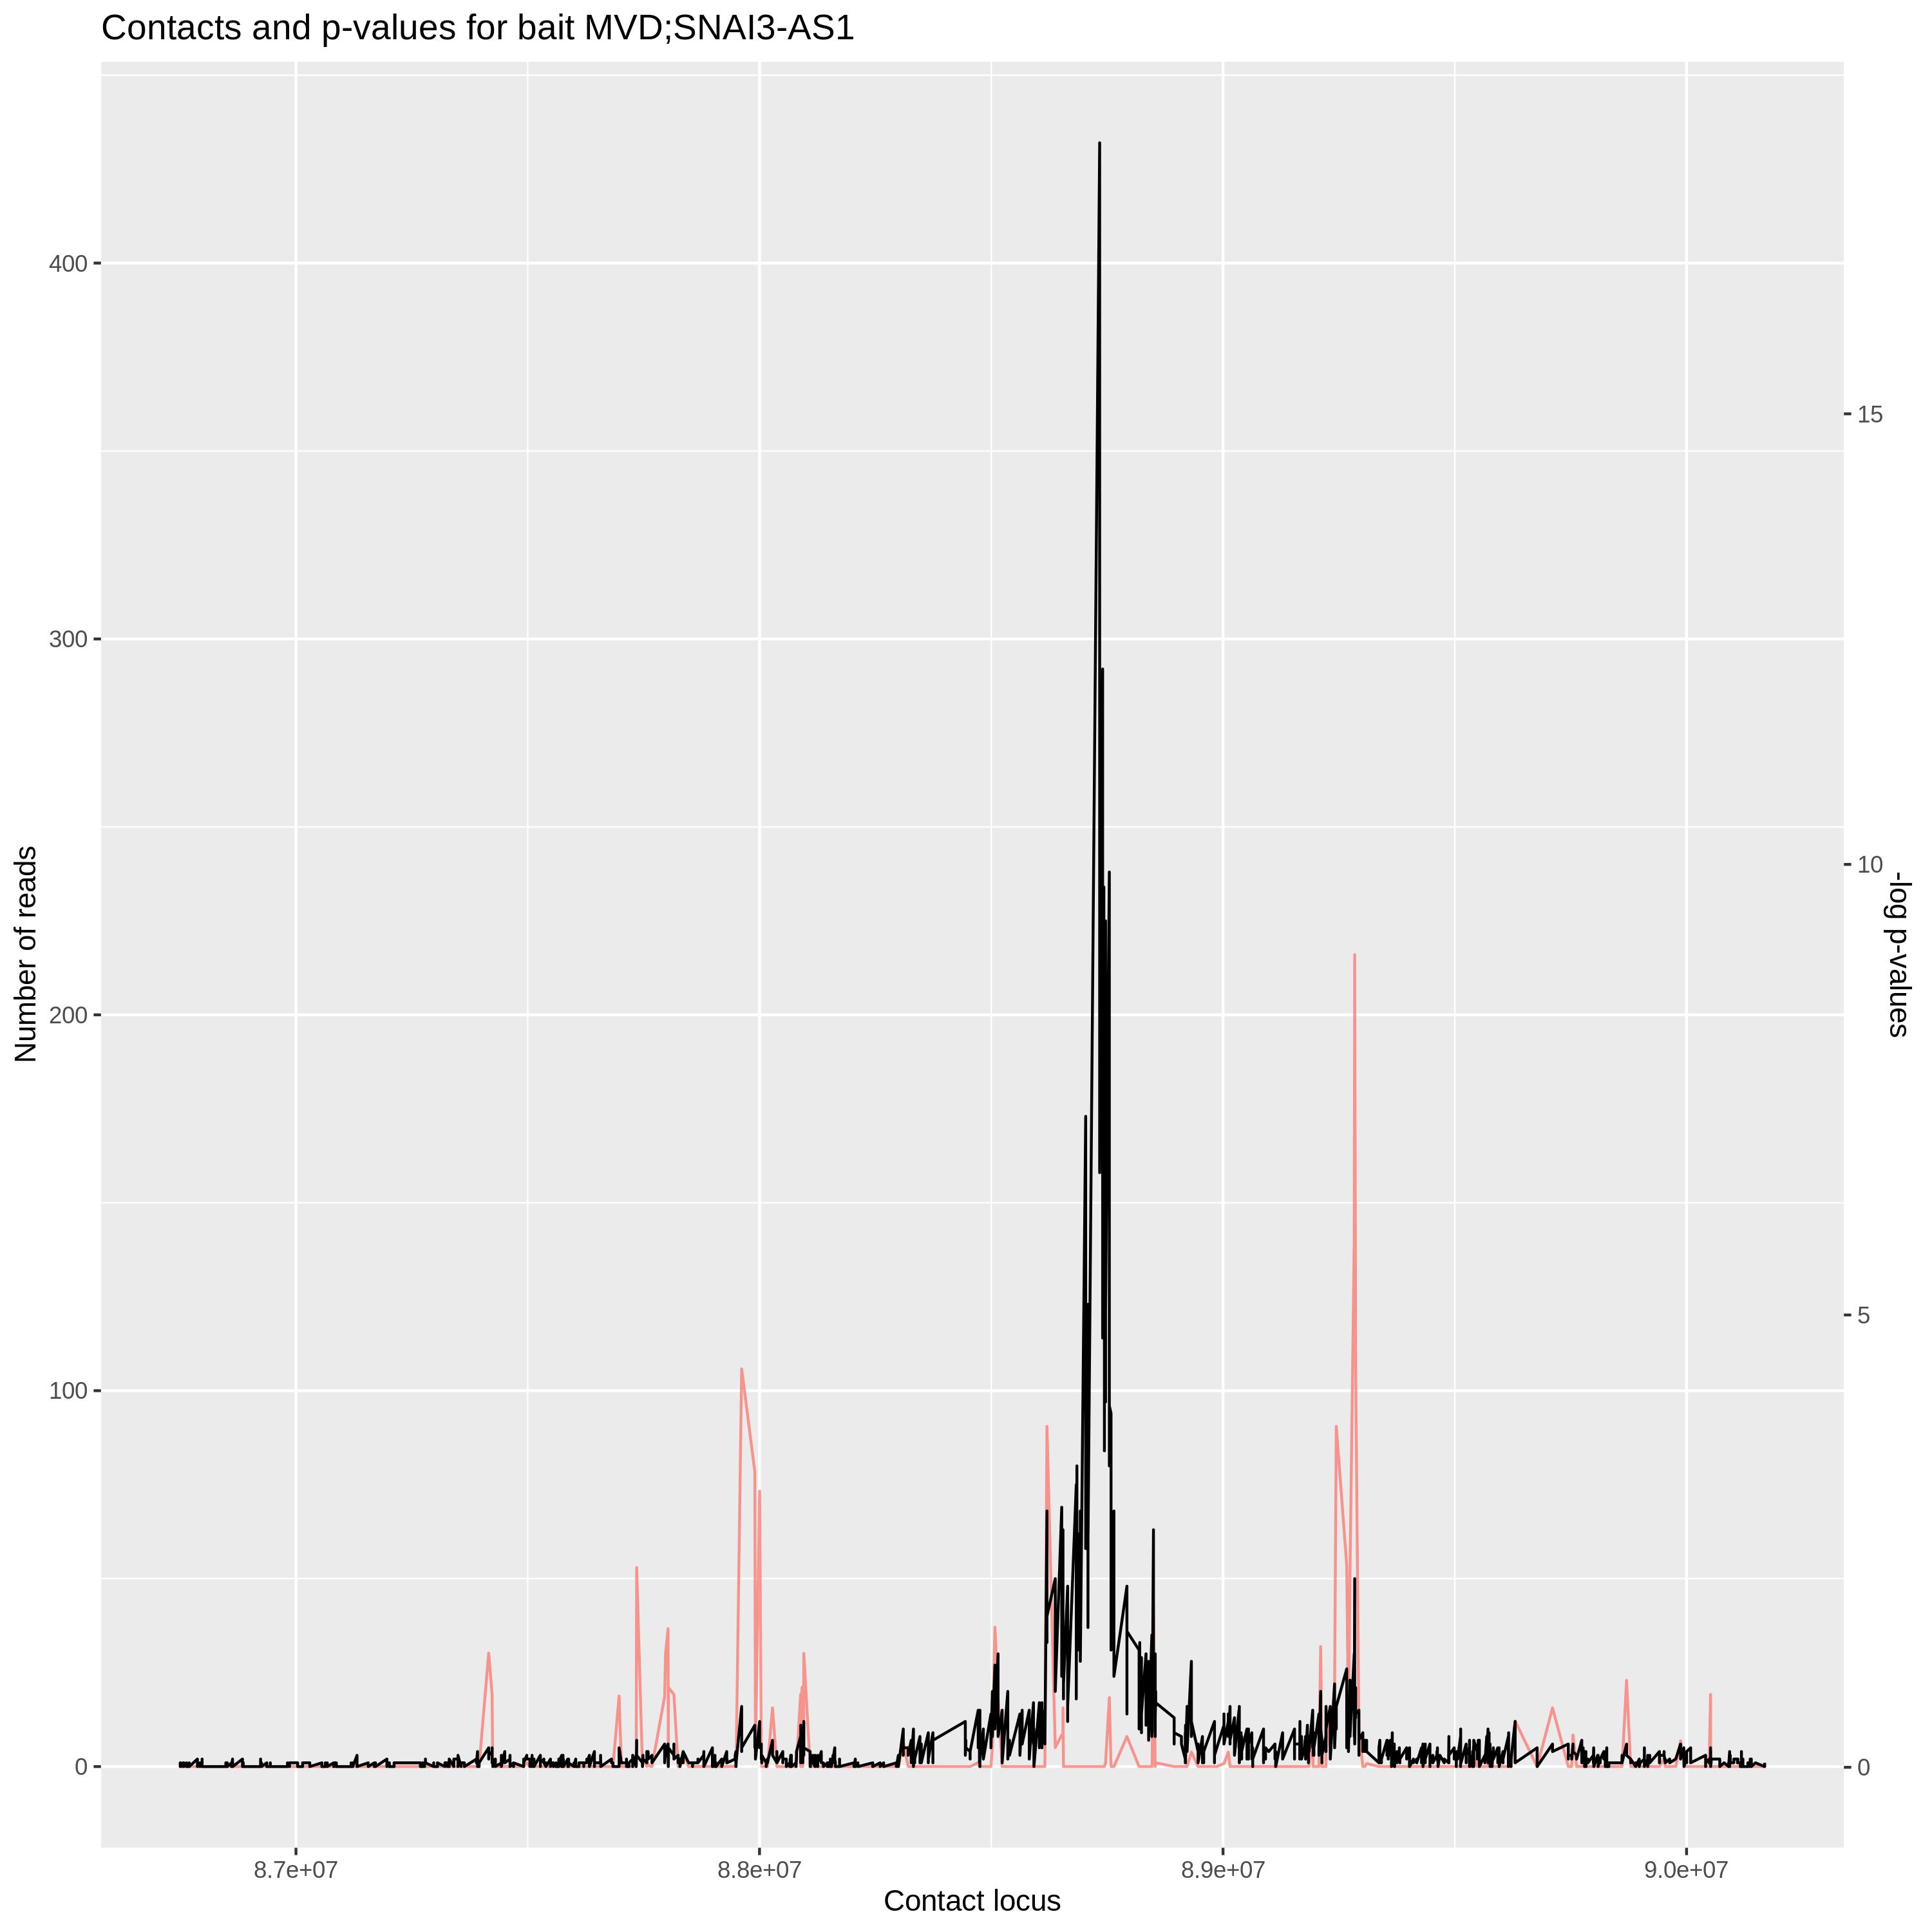 Contacts and p-values for bait MVD;SNAI3-AS1
400
300
200
100
0
Number of reads
15
10
5
0
-log p-values
8.7e+07
8.8e+07
8.9e+07
9.0e+07
Contact locus